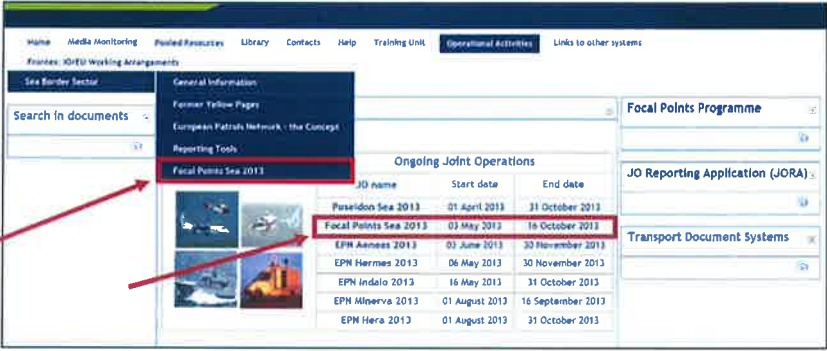 Home Media Monitoring Pooled Resources Library Contacts Help Training Unit Operational Activities Links to other systems
Frontex: JO/EU Working Arrangements
Sea Border Sector
General Information
Former Yellow Pages
European Patrols Network - the Concept
Reporting Tools
Focal Points Sea 2013
Search in documents
Ongoing Joint Operations
JO name Start date End date
Poseidon Sea 2013 01 April 2013 31 October 2013
Focal Points Sea 2013 03 May 2013 16 October 2013
EPN Aeneas 2013 03 June 2013 30 November 2013
EPN Hermes 2013 06 May 2013 30 November 2013
EPN Indalo 2013 16 May 2013 31 October 2013
EPN Minerva 2013 01 August 2013 16 September 2013
EPN Hera 2013 01 August 2013 31 October 2013
Focal Points Programme
JO Reporting Application (JORA)
Transport Document Systems